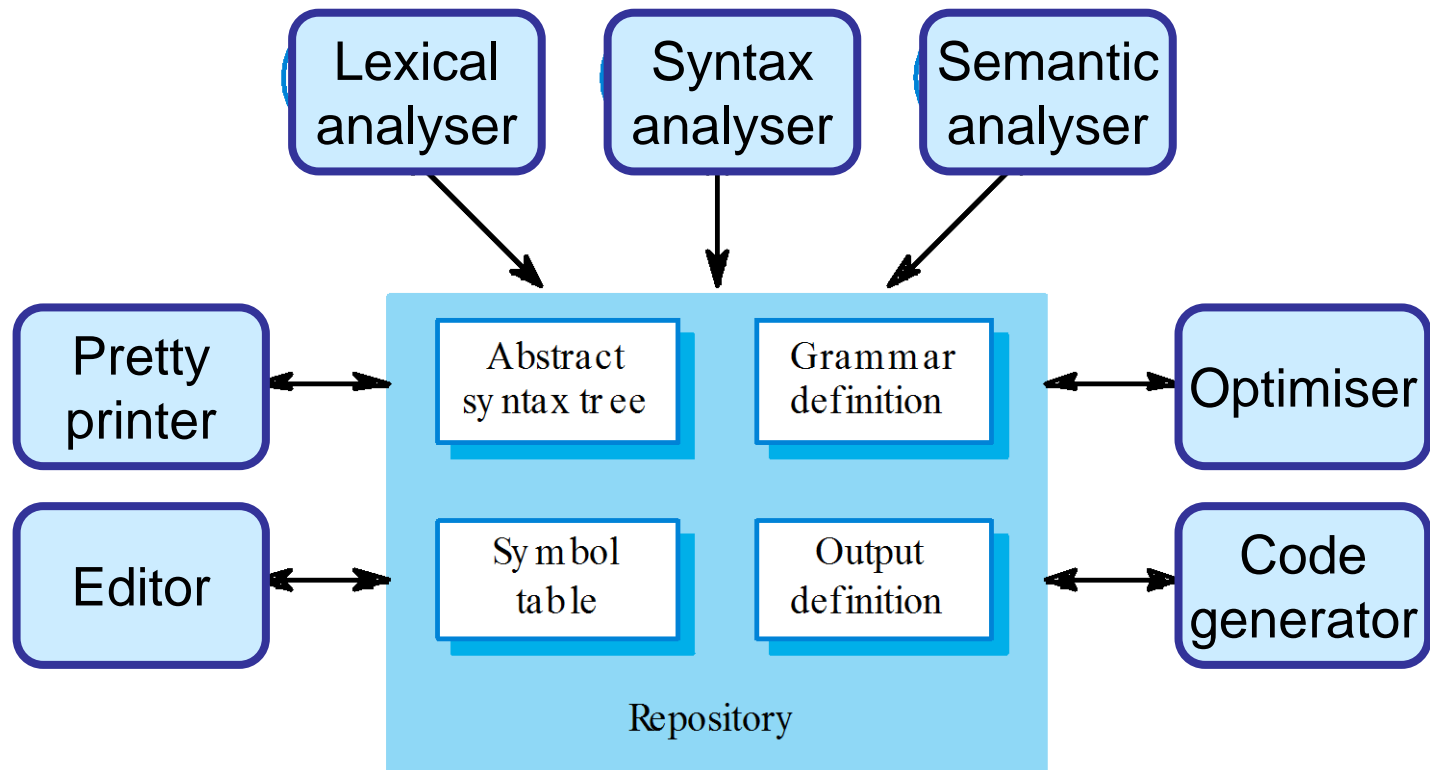 Lexical
analyser
Syntax
analyser
Semantic
analyser
Pretty
printer
Abstract
syntax tree
Grammar
definition
Optimiser
Editor
Symbol
table
Output
definition
Code
generator
Repository